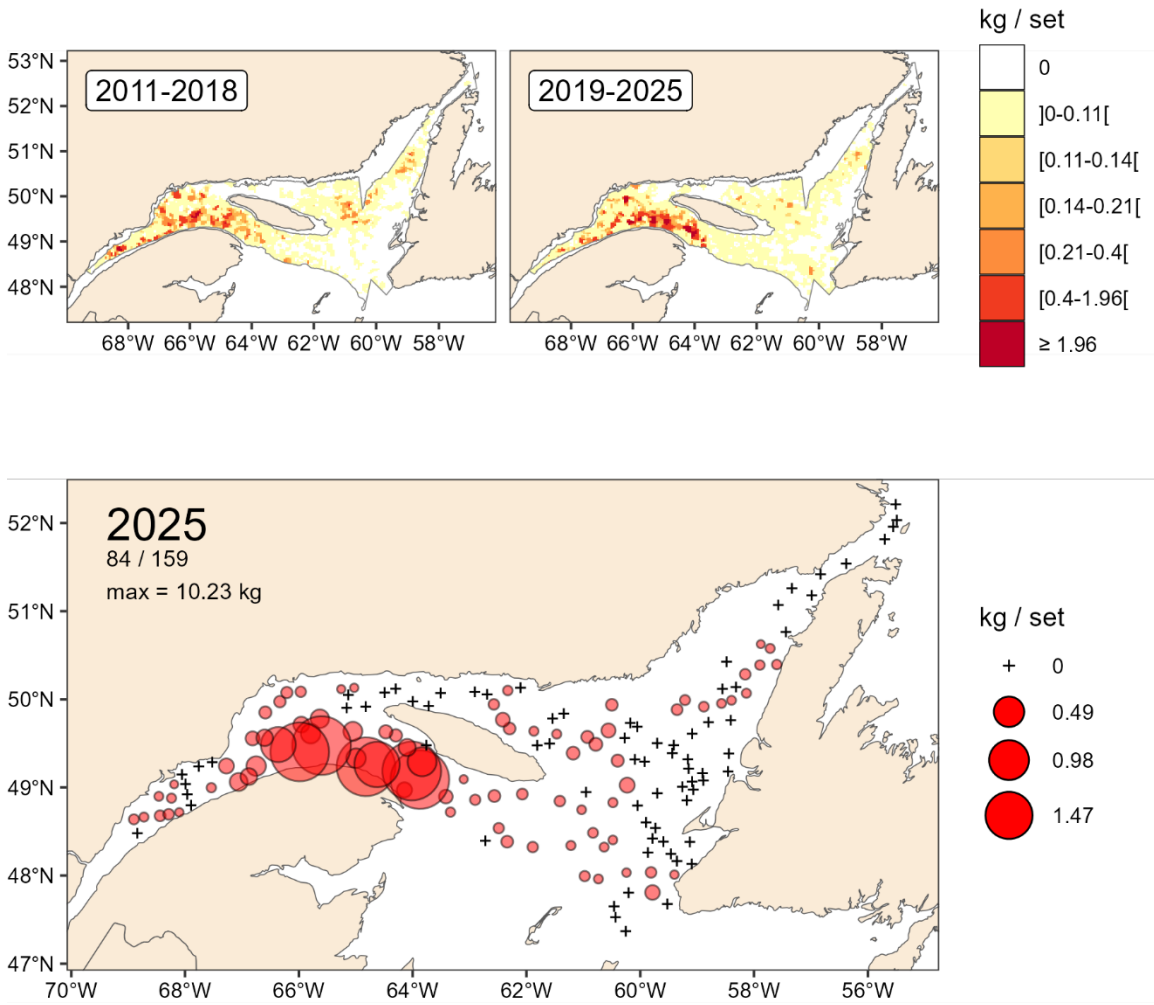 kg / set
0
]0-0.11[
[0.11-0.14[
[0.14-0.21[
[0.21-0.4[
[0.4-1.96[
≥ 1.96
2011-2018
2019-2025
53°N
52°N
51°N
50°N
49°N
48°N
68°W 66°W 64°W 62°W 60°W 58°W
68°W 66°W 64°W 62°W 60°W 58°W
2025
84 / 159
max = 10.23 kg
52°N
51°N
50°N
49°N
48°N
47°N
70°W 68°W 66°W 64°W 62°W 60°W 58°W 56°W
kg / set
0
0.49
0.98
1.47